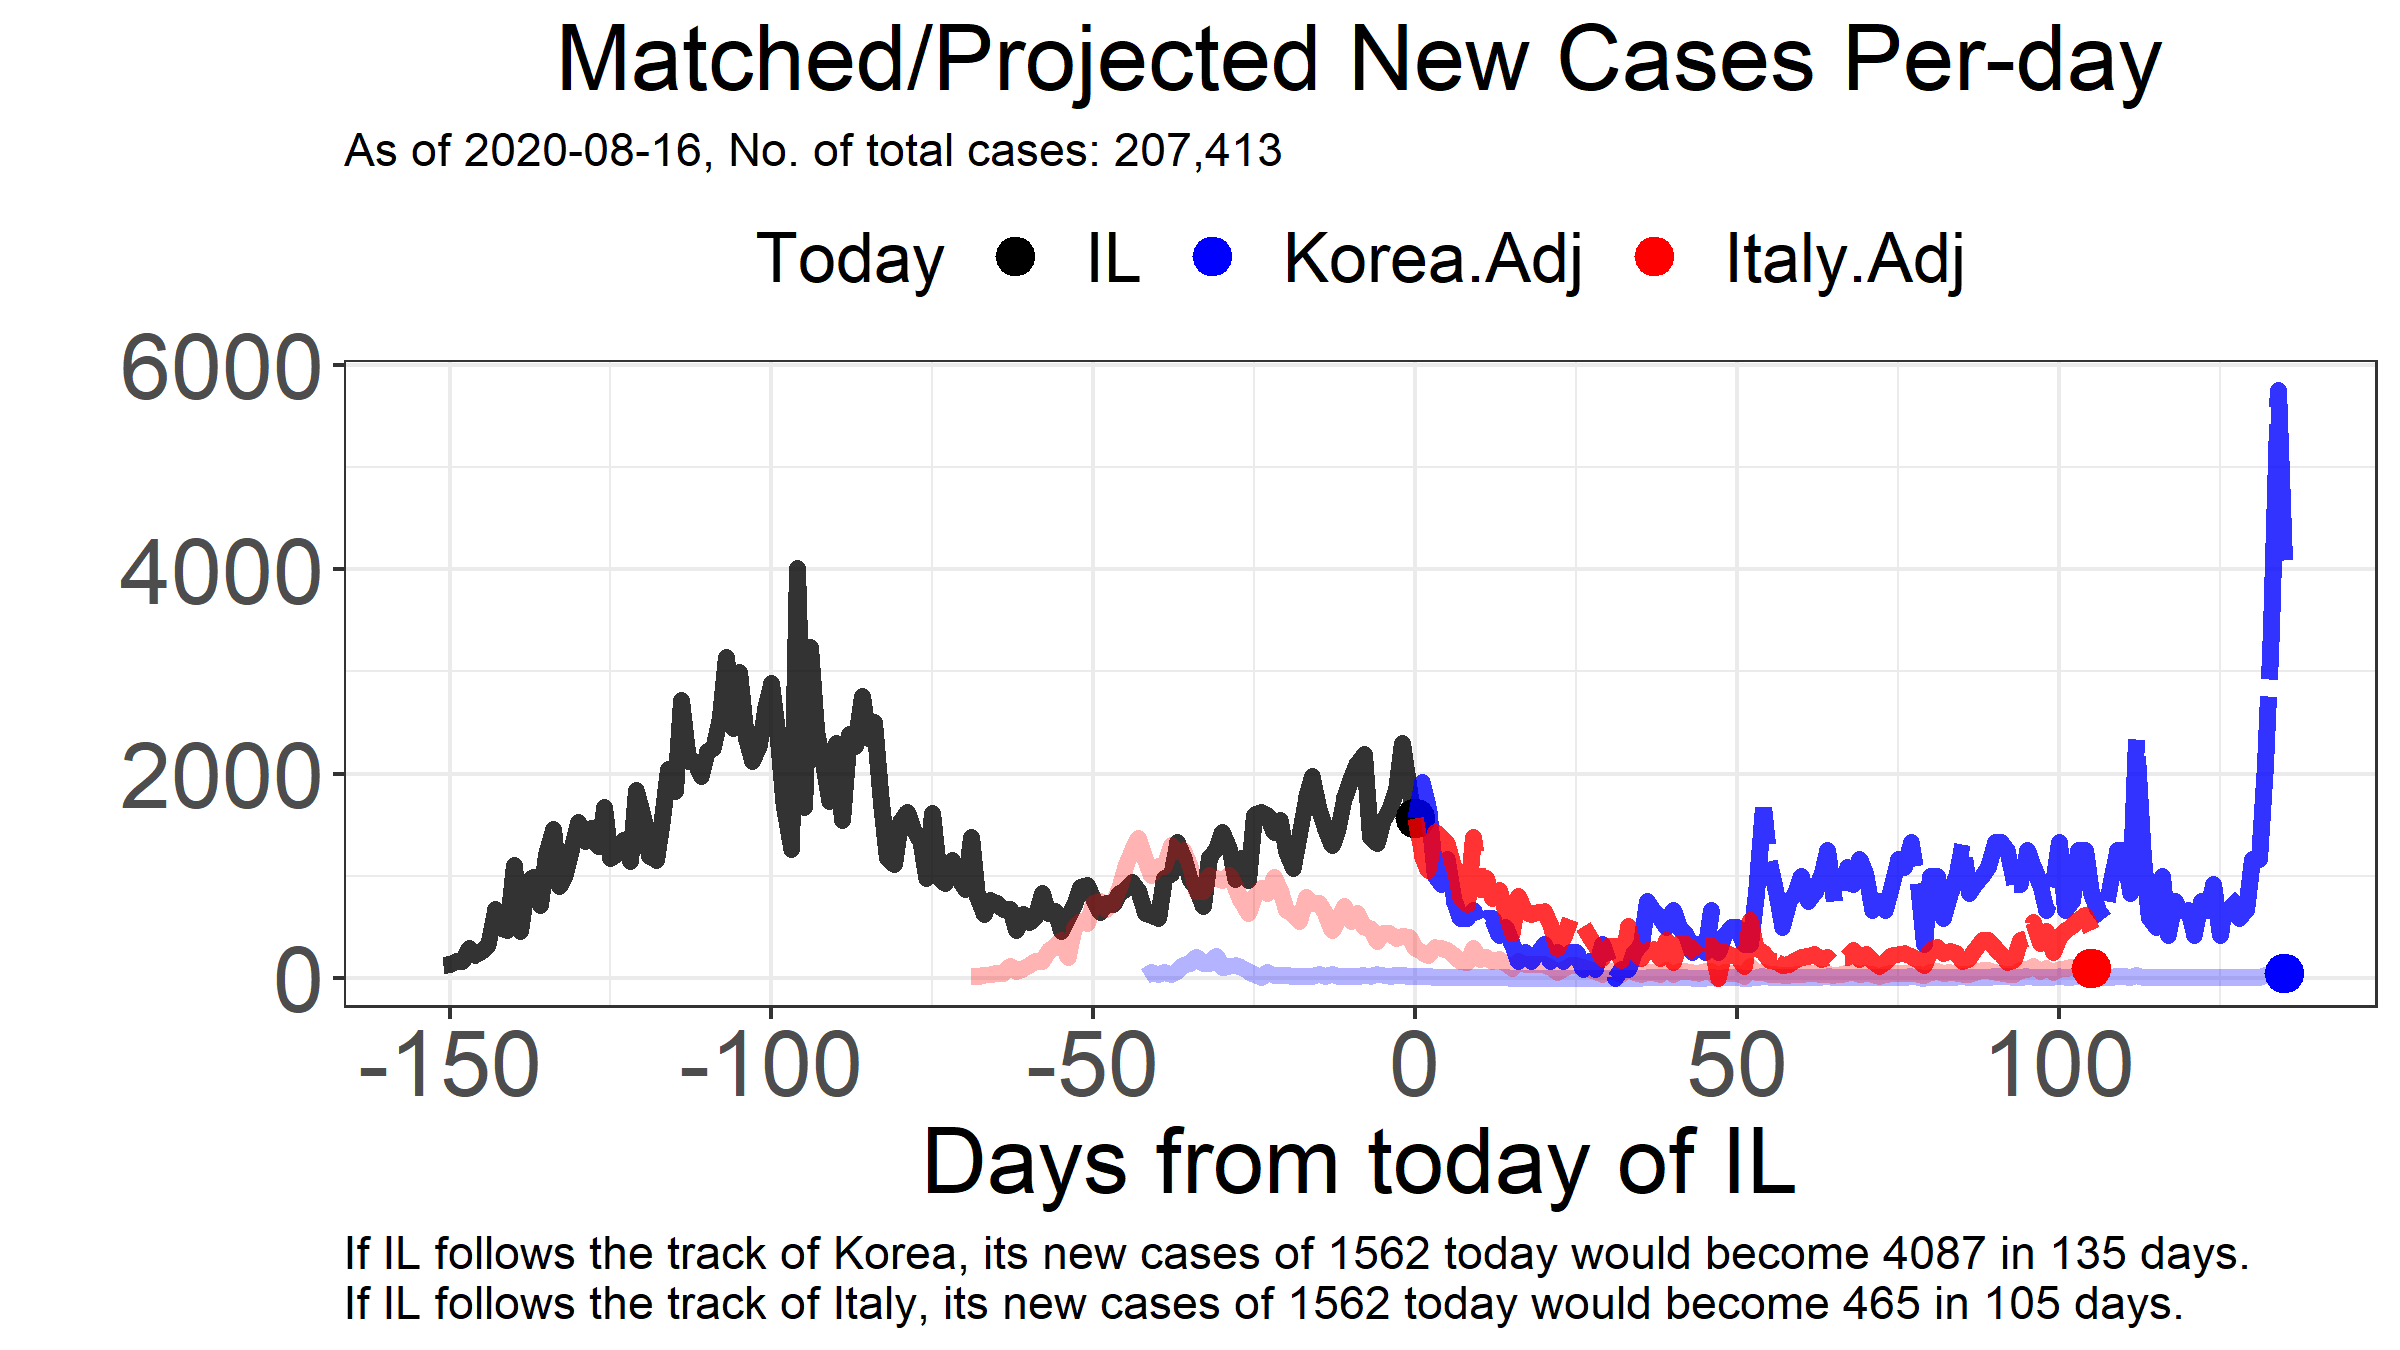 Matched/Projected New Cases Per-day
As of 2020-08-16, No. of total cases: 207,413
Today IL Korea.Adj Italy.Adj
6000
4000
2000
0
-150 -100 -50 0 50 100
Days from today of IL
If IL follows the track of Korea, its new cases of 1562 today would become 4087 in 135 days.
If IL follows the track of Italy, its new cases of 1562 today would become 465 in 105 days.